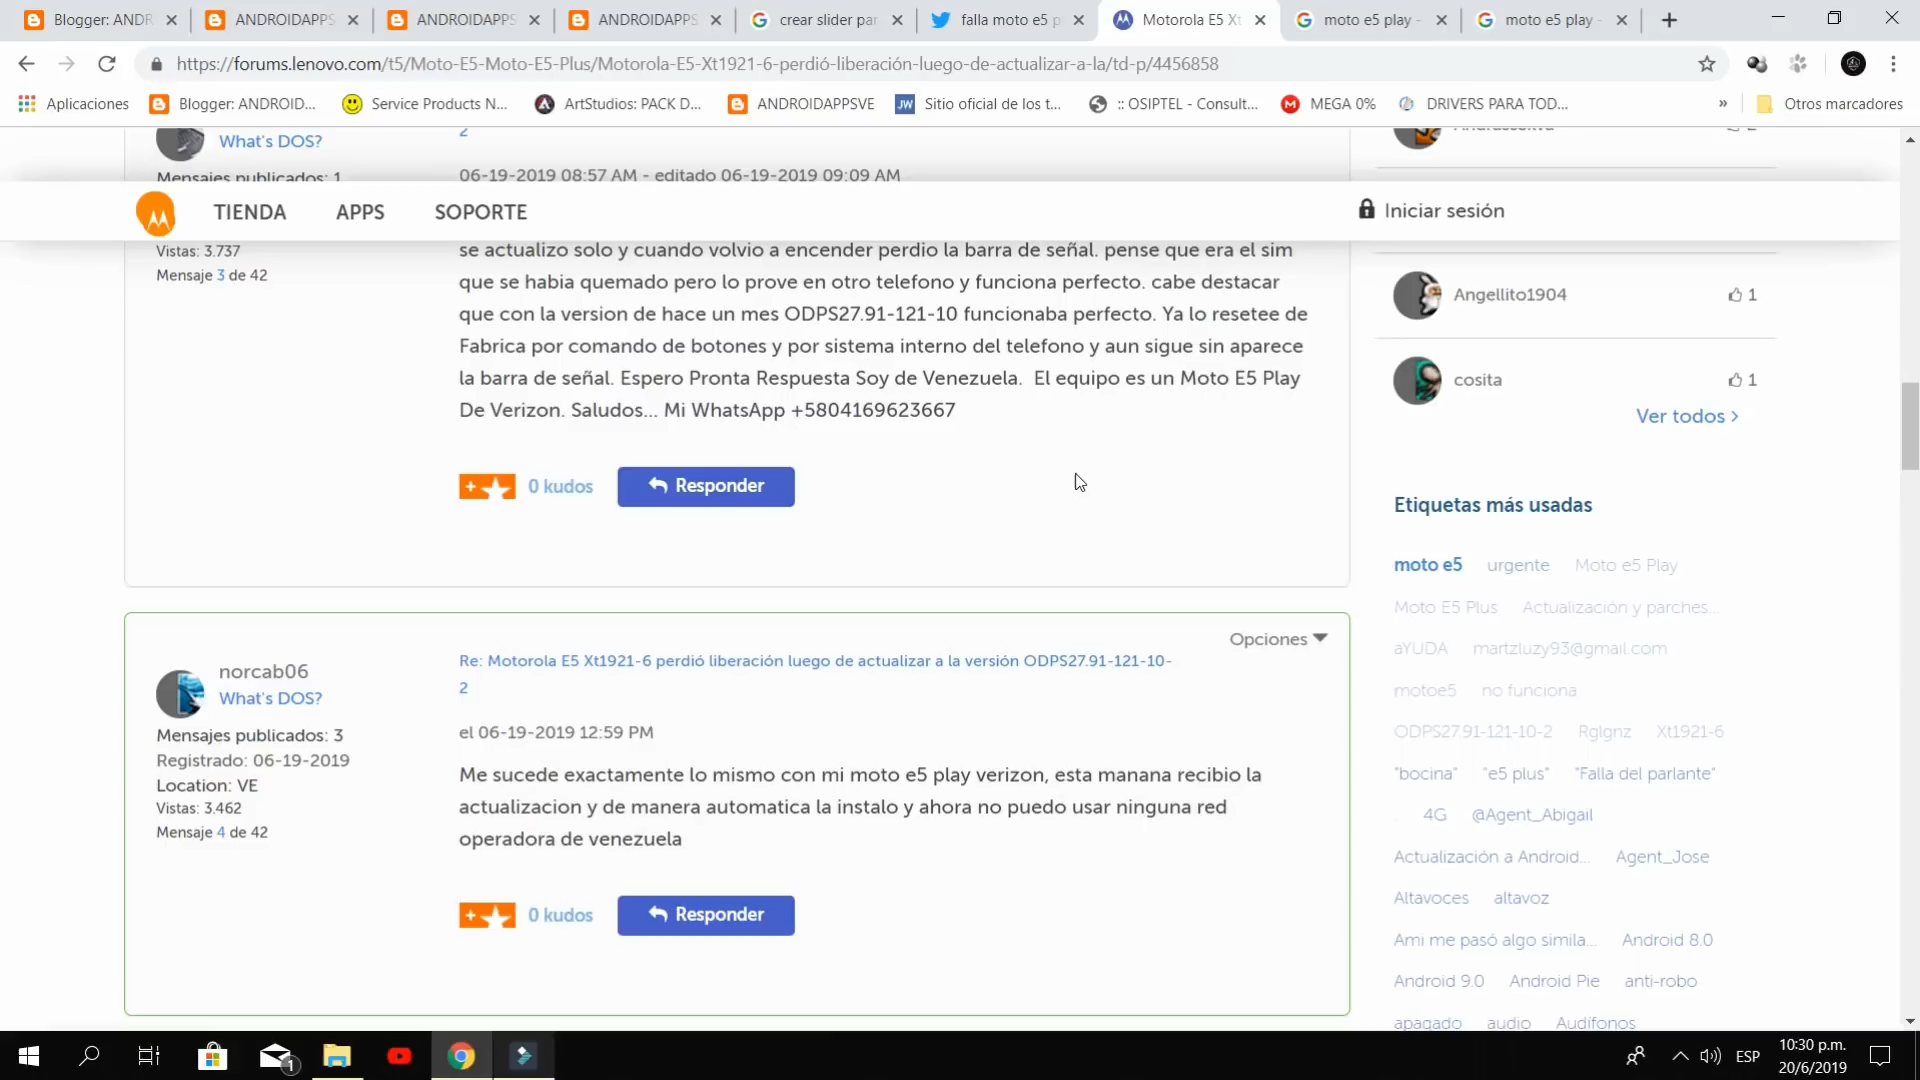 Blogger: ANDR
ANDROIDAPPS
ANDROIDAPPS
ANDROIDAPPS
crear slider par
falla moto e5 p
Motorola E5 Xt
moto e5 play -
moto e5 play -
https://forums.lenovo.com/t5/Moto-E5-Moto-E5-Plus/Motorola-E5-Xt1921-6-perdió-liberación-luego-de-actualizar-a-la/td-p/4456858
Aplicaciones
Blogger: ANDROID...
Service Products N...
ArtStudios: PACK D...
ANDROIDAPPSVE
JW Sitio oficial de los t...
:: OSIPTEL - Consult...
M MEGA 0%
DRIVERS PARA TOD...
»
Otros marcadores
What's DOS?
2
Mensajes publicados: 1
06-19-2019 08:57 AM - editado 06-19-2019 09:09 AM
TIENDA
APPS
SOPORTE
Iniciar sesión
Vistas: 3.737
Mensaje 3 de 42
se actualizo solo y cuando volvio a encender perdio la barra de señal. pense que era el sim
que se habia quemado pero lo prove en otro telefono y funciona perfecto. cabe destacar
que con la version de hace un mes ODPS27.91-121-10 funcionaba perfecto. Ya lo resetee de
Fabrica por comando de botones y por sistema interno del telefono y aun sigue sin aparece
la barra de señal. Espero Pronta Respuesta Soy de Venezuela.  El equipo es un Moto E5 Play
De Verizon. Saludos... Mi WhatsApp +5804169623667
+ 0 kudos
Responder
Angellito1904
1
cosita
1
Ver todos >
Etiquetas más usadas
moto e5 urgente Moto e5 Play
Moto E5 Plus Actualización y parches...
aYUDA martzluzy93@gmail.com
motoe5 no funciona
ODPS27.91-121-10-2 Rglgnz Xt1921-6
"bocina" "e5 plus" "Falla del parlante"
. 4G @Agent_Abigail
Actualización a Android... Agent_Jose
Altavoces altavoz
Ami me pasó algo simila... Android 8.0
Android 9.0 Android Pie anti-robo
apagado audio Audífonos
Opciones
norcab06
What's DOS?
Mensajes publicados: 3
Registrado: 06-19-2019
Location: VE
Vistas: 3.462
Mensaje 4 de 42
Re: Motorola E5 Xt1921-6 perdió liberación luego de actualizar a la versión ODPS27.91-121-10-
2
el 06-19-2019 12:59 PM
Me sucede exactamente lo mismo con mi moto e5 play verizon, esta manana recibio la
actualizacion y de manera automatica la instalo y ahora no puedo usar ninguna red
operadora de venezuela
+ 0 kudos
Responder
1
ESP
10:30 p.m.
20/6/2019